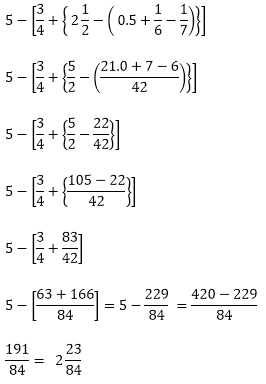 5 − [3/4 + { 2 1/2 − ( 0.5 + 1/6 − 1/7)}]
5 − [3/4 + {5/2 − ((21.0 + 7 − 6)/42)}]
5 − [3/4 + {5/2 − 22/42}]
5 − [3/4 + {(105 − 22)/42}]
5 − [3/4 + 83/42]
5 − [(63 + 166)/84] = 5 − 229/84 = (420 − 229)/84
191/84 = 2 23/84